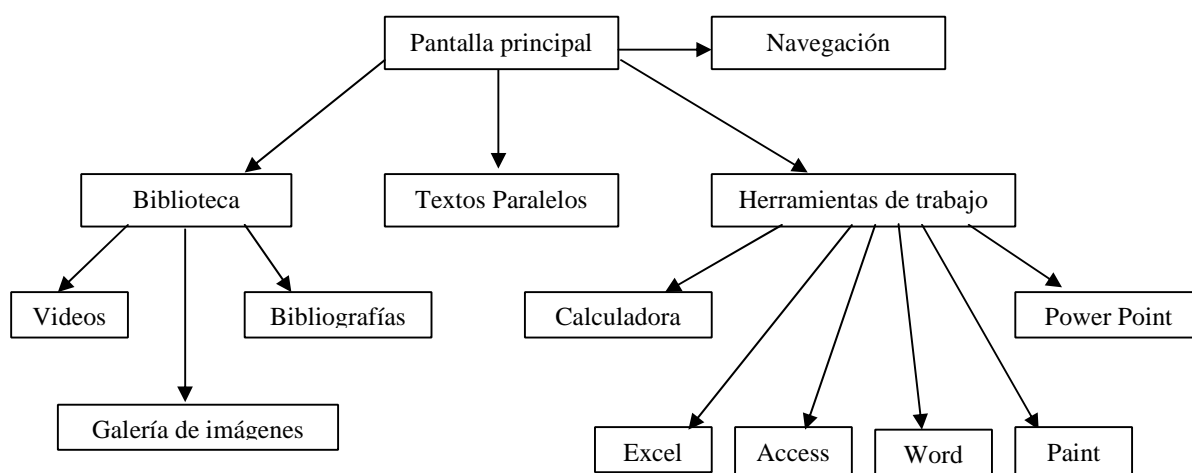 Pantalla principal
Navegación
Biblioteca
Textos Paralelos
Herramientas de trabajo
Videos
Bibliografías
Calculadora
Power Point
Galería de imágenes
Excel
Access
Word
Paint